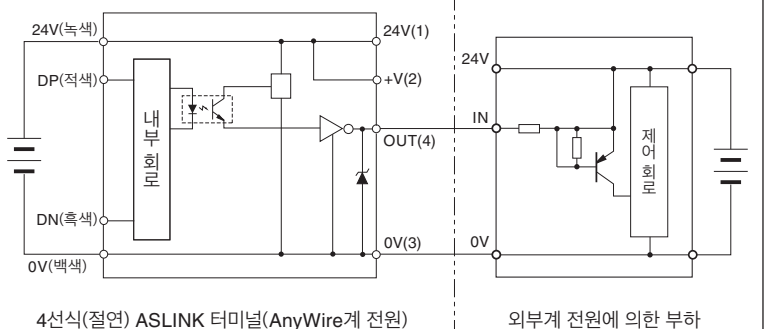 24V(녹색)
24V(1)
DP(적색)
+V(2)
내부 회로
OUT(4)
DN(흑색)
0V(백색)
0V(3)
24V
IN
제어 회로
0V
4선식(절연) ASLINK 터미널(AnyWire계 전원)
외부계 전원에 의한 부하